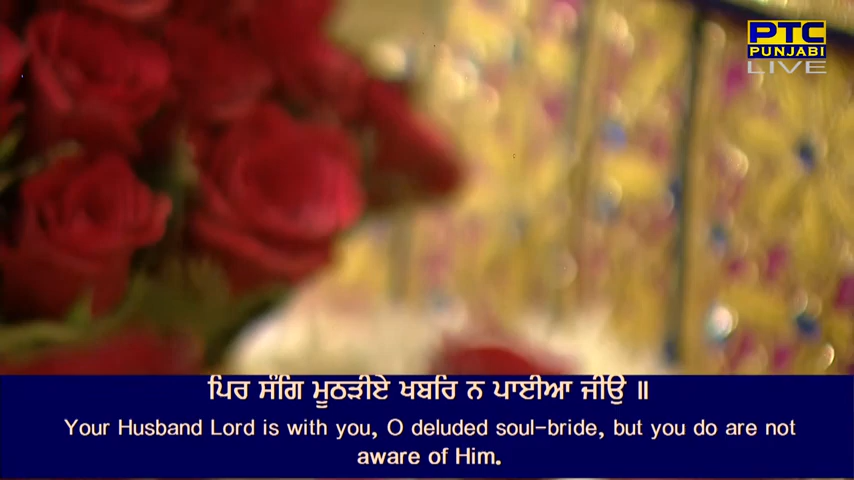 PTC
PUNJABI
LIVE
ਪਿਰ ਸੰਗਿ ਮੂਠੜੀਏ ਖਬਰਿ ਨ ਪਾਈਆ ਜੀਉ ॥
Your Husband Lord is with you, O deluded soul-bride, but you do are not
aware of Him.